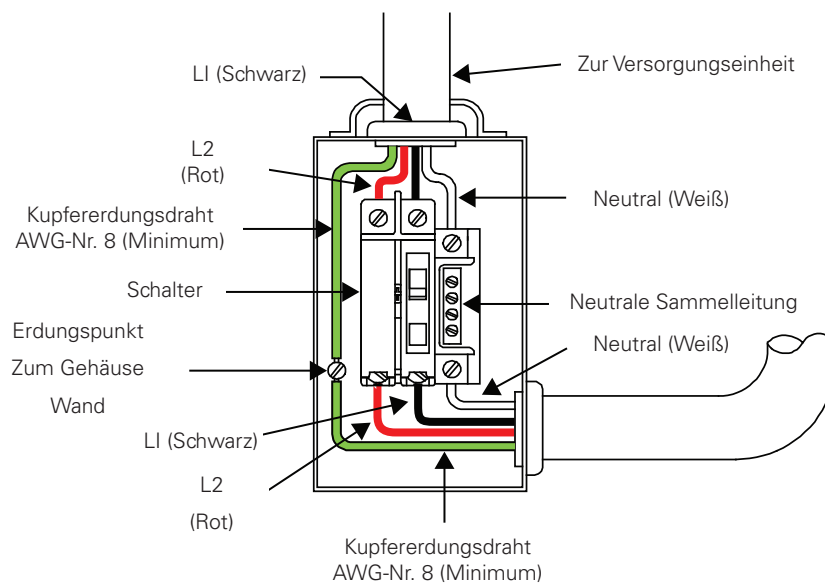 LI (Schwarz)
Zur Versorgungseinheit
L2
(Rot)
Neutral (Weiß)
Kupfererdungsdraht
AWG-Nr. 8 (Minimum)
Schalter
Neutrale Sammelleitung
Erdungspunkt
Zum Gehäuse
Wand
Neutral (Weiß)
LI (Schwarz)
L2
(Rot)
Kupfererdungsdraht
AWG-Nr. 8 (Minimum)